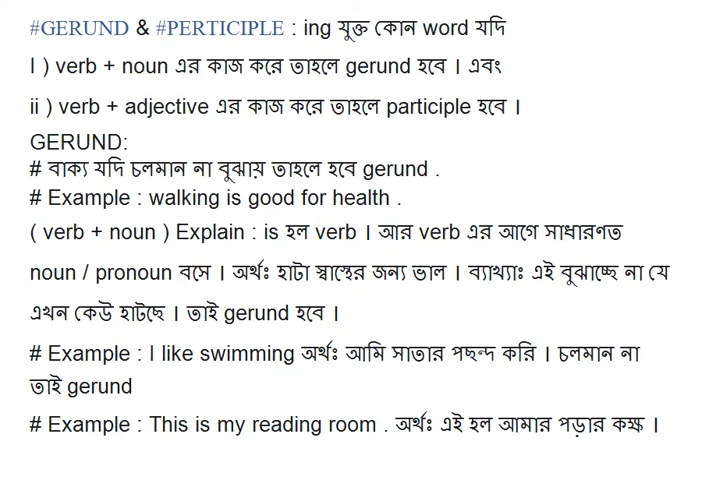 #GERUND & #PERTICIPLE : ing যুক্ত কোন word যদি
I ) verb + noun এর কাজ করে তাহলে gerund হবে । এবং
ii ) verb + adjective এর কাজ করে তাহলে participle হবে ।
GERUND:
# বাক্য যদি চলমান না বুঝায় তাহলে হবে gerund .
# Example : walking is good for health .
( verb + noun ) Explain : is হল verb । আর verb এর আগে সাধারণত
noun / pronoun বসে । অর্থঃ হাটা স্বাস্থের জন্য ভাল । ব্যাখ্যাঃ এই বুঝাচ্ছে না যে
এখন কেউ হাটছে । তাই gerund হবে ।
# Example : I like swimming অর্থঃ আমি সাতার পছন্দ করি । চলমান না
তাই gerund
# Example : This is my reading room . অর্থঃ এই হল আমার পড়ার কক্ষ ।